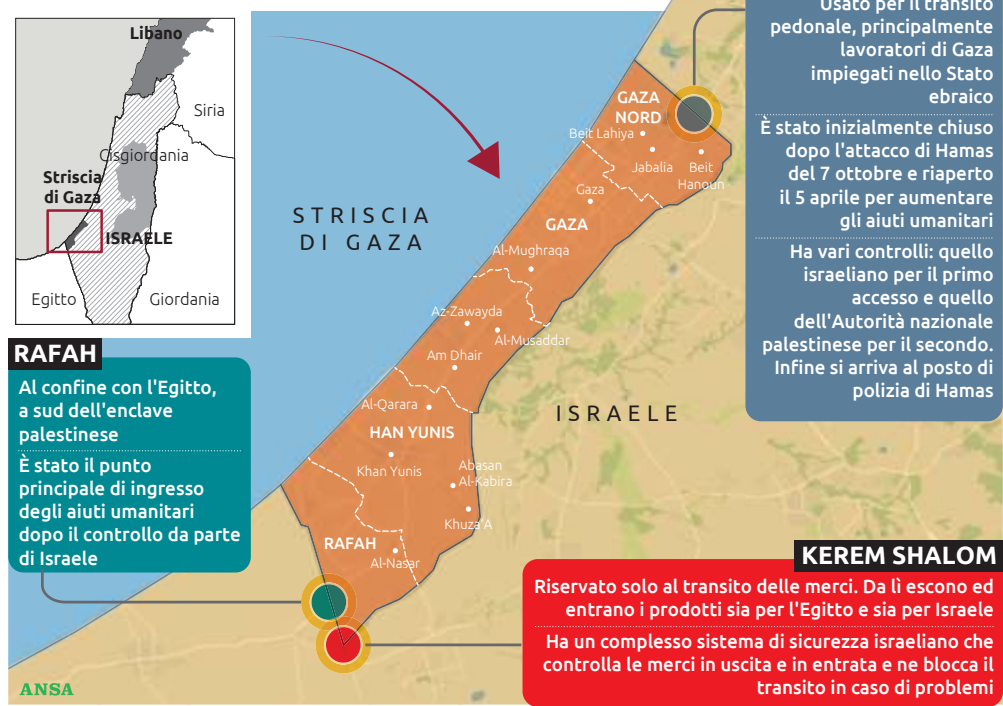 Libano
Siria
Cisgiordania
Striscia
di Gaza
ISRAELE
Egitto
Giordania
STRISCIA
DI GAZA
GAZA
NORD
Beit Lahiya
Jabalia
Beit
Hanoun
Gaza
GAZA
Al-Mughraqa
Az-Zawayda
Al-Musaddar
Am Dhair
Al-Qarara
HAN YUNIS
Khan Yunis
Abasan
Al-Kabira
Khuza'A
RAFAH
Al-Nasar
ISRAELE
Usato per il transito
pedonale, principalmente
lavoratori di Gaza
impiegati nello Stato
ebraico
È stato inizialmente chiuso
dopo l'attacco di Hamas
del 7 ottobre e riaperto
il 5 aprile per aumentare
gli aiuti umanitari
Ha vari controlli: quello
israeliano per il primo
accesso e quello
dell'Autorità nazionale
palestinese per il secondo.
Infine si arriva al posto di
polizia di Hamas
RAFAH
Al confine con l'Egitto,
a sud dell'enclave
palestinese
È stato il punto
principale di ingresso
degli aiuti umanitari
dopo il controllo da parte
di Israele
KEREM SHALOM
Riservato solo al transito delle merci. Da lì escono ed
entrano i prodotti sia per l'Egitto e sia per Israele
Ha un complesso sistema di sicurezza israeliano che
controlla le merci in uscita e in entrata e ne blocca il
transito in caso di problemi
ANSA